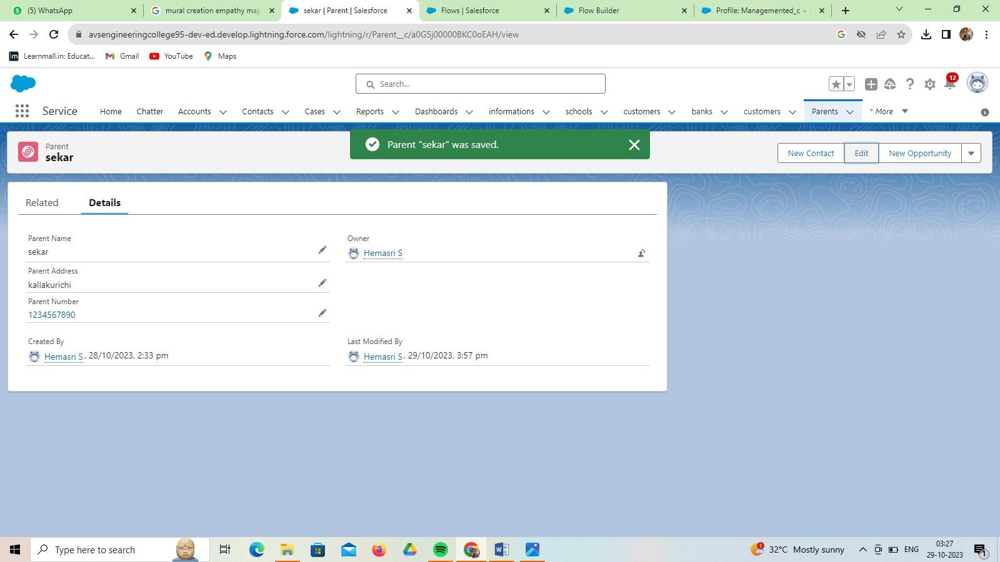 (5) WhatsApp
mural creation empathy map
sekar | Parent | Salesforce
Flows | Salesforce
Flow Builder
Profile: Managemented_c ~
avsengineeringcollege95-dev-ed.develop.lightning.force.com/lightning/r/Parent__c/a0G5j00000BKC0oEAH/view
Learnmall.in: Educat...
Gmail
YouTube
Maps
Search...
12
Service
Home
Chatter
Accounts
Contacts
Cases
Reports
Dashboards
informations
schools
customers
banks
customers
Parents
* More
Parent
sekar
Parent "sekar" was saved.
New Contact
Edit
New Opportunity
Related
Details
Parent Name
sekar
Owner
Hemasri S
Parent Address
kallakurichi
Parent Number
1234567890
Created By
Hemasri S, 28/10/2023, 2:33 pm
Last Modified By
Hemasri S, 29/10/2023, 3:57 pm
Type here to search
1
32°C Mostly sunny
ENG
03:27
29-10-2023
1